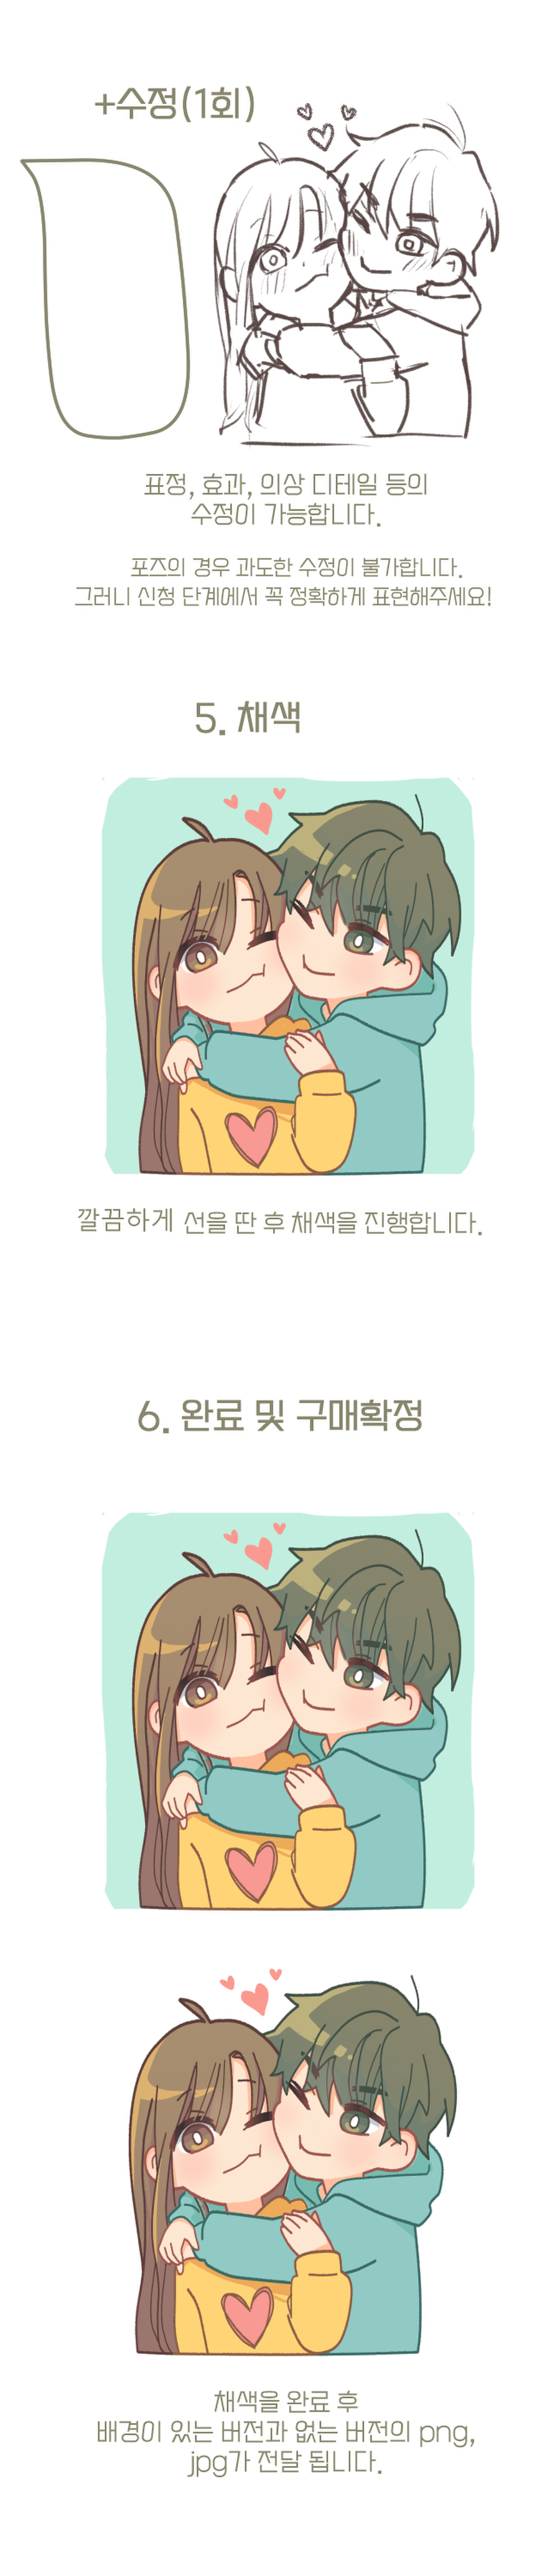 +수정(1회)
표정, 효과, 의상 디테일 등의
수정이 가능합니다.
포즈의 경우 과도한 수정이 불가합니다.
그러니 신청 단계에서 꼭 정확하게 표현해주세요!
5. 채색
깔끔하게 선을 딴 후 채색을 진행합니다.
6. 완료 및 구매확정
채색을 완료 후
배경이 있는 버전과 없는 버전의 png,
jpg가 전달 됩니다.